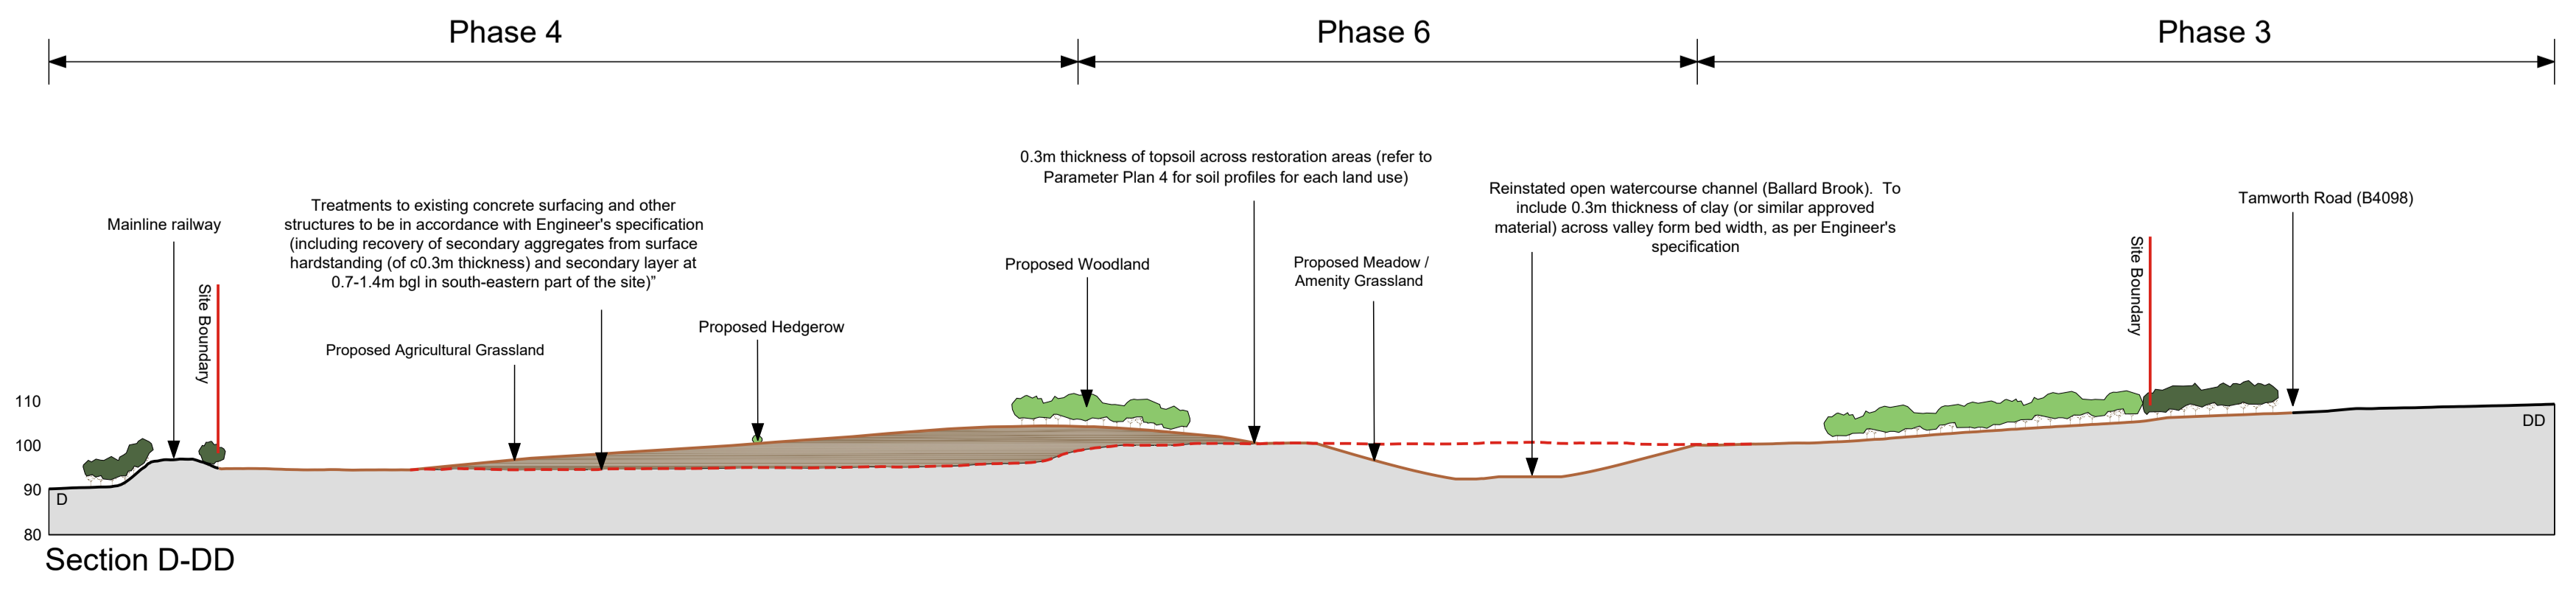 Phase 4
Phase 6
Phase 3
0.3m thickness of topsoil across restoration areas (refer to
Parameter Plan 4 for soil profiles for each land use)
Reinstated open watercourse channel (Ballard Brook).  To
include 0.3m thickness of clay (or similar approved
material) across valley form bed width, as per Engineer's
specification
Tamworth Road (B4098)
Treatments to existing concrete surfacing and other
structures to be in accordance with Engineer's specification
(including recovery of secondary aggregates from surface
hardstanding (of c0.3m thickness) and secondary layer at
0.7-1.4m bgl in south-eastern part of the site)”
Mainline railway
Site Boundary
Proposed Woodland
Proposed Meadow /
Amenity Grassland
Site Boundary
Proposed Hedgerow
Proposed Agricultural Grassland
110
100
90
80
D
DD
Section D-DD